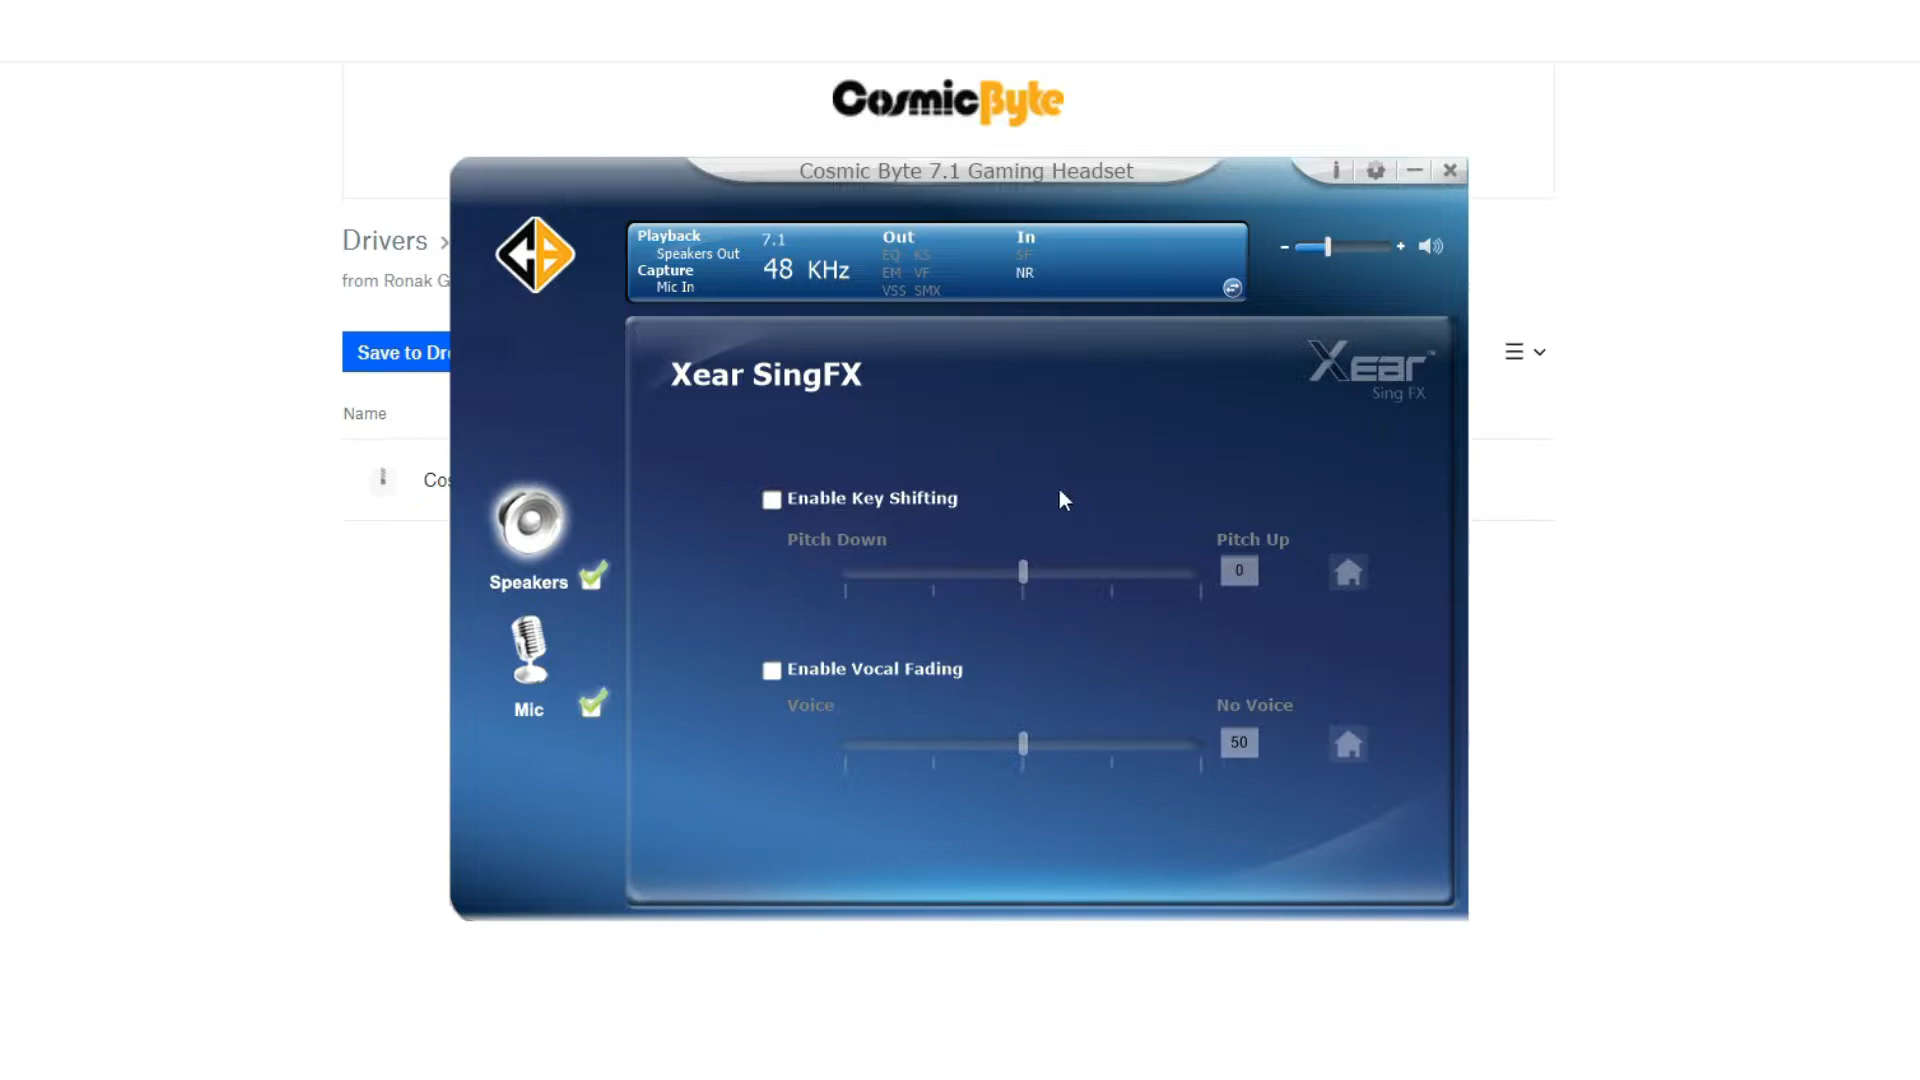 CosmicByte
Cosmic Byte 7.1 Gaming Headset
Drivers
from Ronak G
Save to Dr
Name
Cos
Playback
Speakers Out
Capture
Mic In
7.1
48 KHz
Out
EQ KS
EM VF
VSS SMX
In
SF
NR
- +
Xear SingFX
Xear™
Sing FX
Enable Key Shifting
Pitch Down
Pitch Up
0
Speakers
Enable Vocal Fading
Voice
No Voice
50
Mic